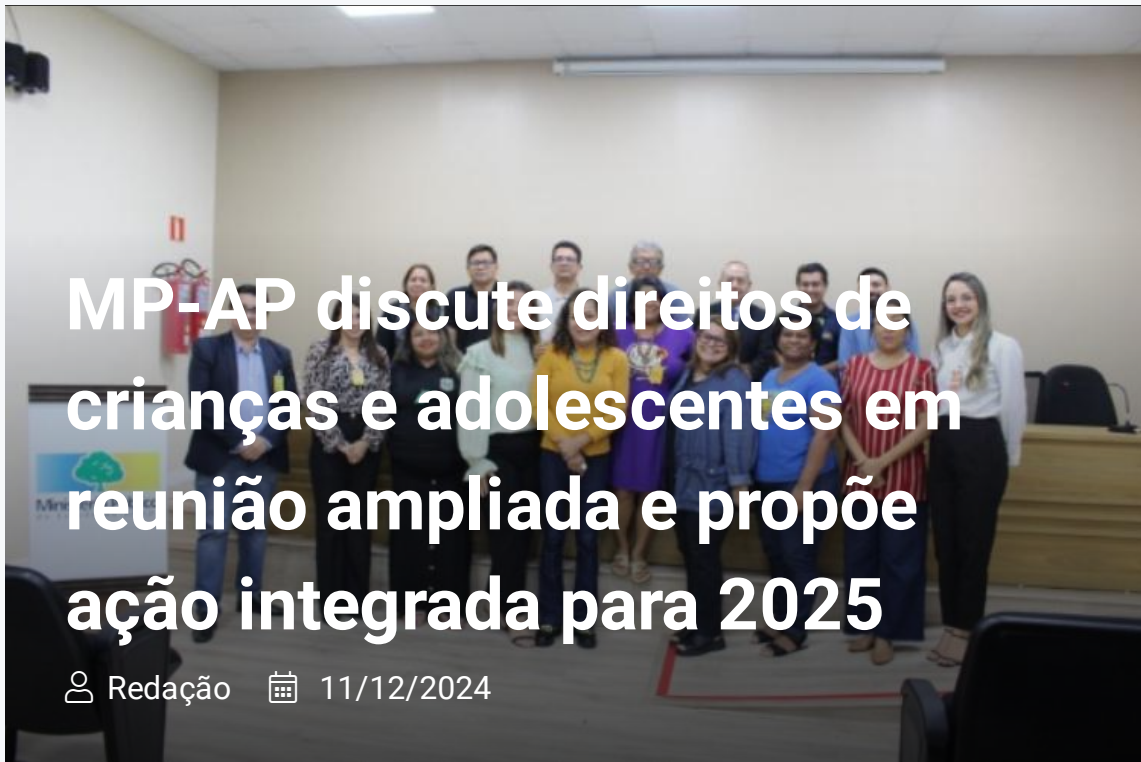 MP-AP discute direitos de
crianças e adolescentes em
reunião ampliada e propõe
ação integrada para 2025
Redação 11/12/2024